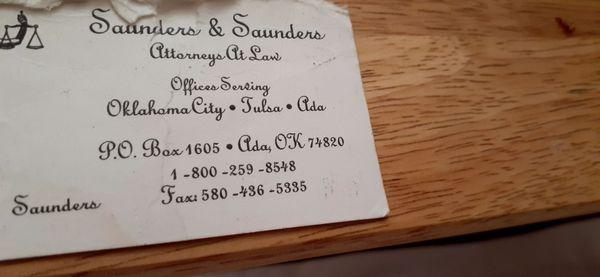 Saunders & Saunders
Attorneys At Law
Offices Serving
Oklahoma City • Tulsa • Ada
P.O. Box 1605 • Ada, OK 74820
1-800-259-8548
Fax: 580-436-5335
Saunders